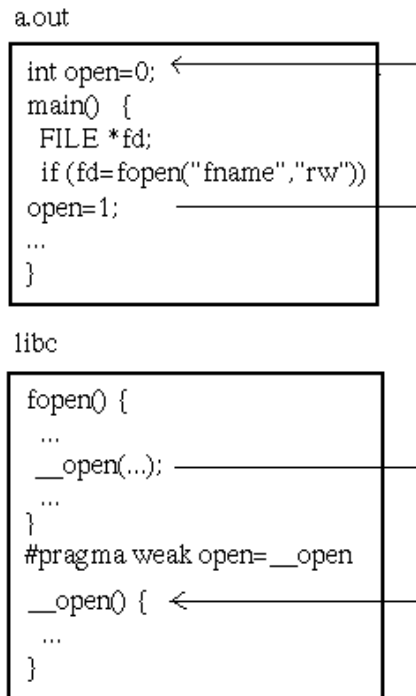 a.out
int open=0;
main() {
FILE *fd;
if (fd=fopen("fname","rw"))
open=1;
...
}
libc
fopen() {
...
__open(...);
...
}
#pragma weak open=__open
__open() {
...
}